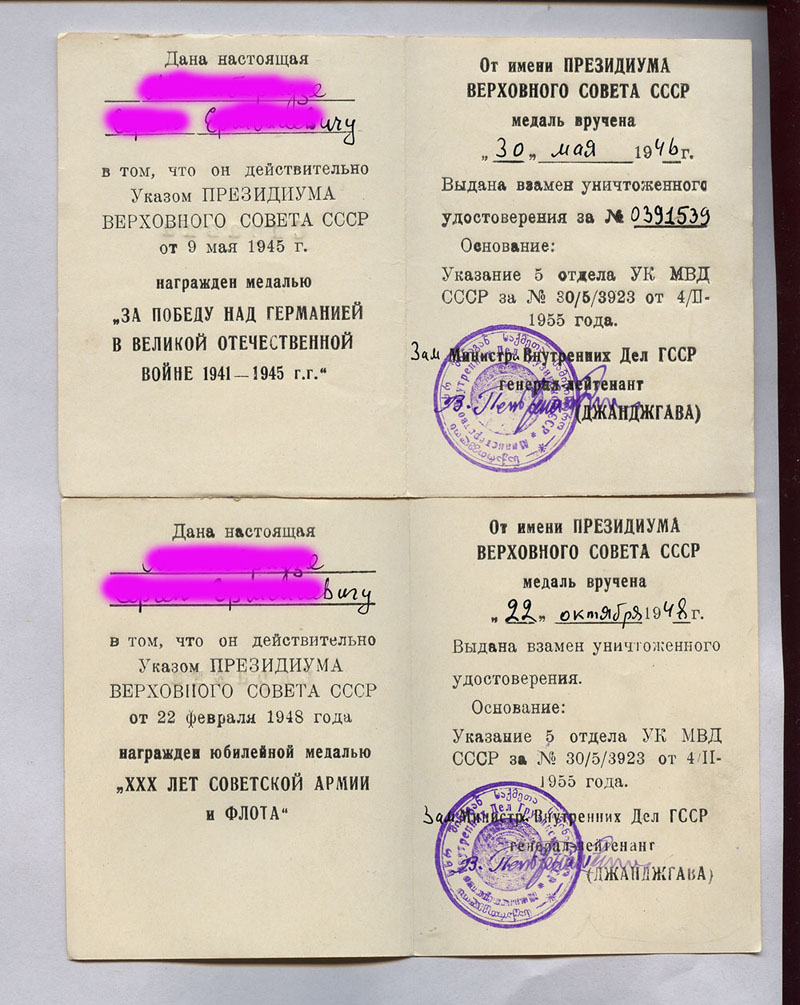 Дана настоящая
в том, что он действительно
Указом ПРЕЗИДИУМА
ВЕРХОВНОГО СОВЕТА СССР
от 9 мая 1945 г.
награжден медалью
„ЗА ПОБЕДУ НАД ГЕРМАНИЕЙ
В ВЕЛИКОЙ ОТЕЧЕСТВЕННОЙ
ВОЙНЕ 1941—1945 г.г.“
От имени ПРЕЗИДИУМА
ВЕРХОВНОГО СОВЕТА СССР
медаль вручена
„30„ мая 1946 г.
Выдана взамен уничтоженного
удостоверения за № 0391539
Основание:
Указание 5 отдела УК МВД
СССР за № 30/5/3923 от 4/II-
1955 года.
Зам Министра Внутренних Дел ГССР
генерал-лейтенант
(ДЖАНДЖГАВА)
Дана настоящая
в том, что он действительно
Указом ПРЕЗИДИУМА
ВЕРХОВНОГО СОВЕТА СССР
от 22 февраля 1948 года
награжден юбилейной медалью
„XXX ЛЕТ СОВЕТСКОЙ АРМИИ
и ФЛОТА“
От имени ПРЕЗИДИУМА
ВЕРХОВНОГО СОВЕТА СССР
медаль вручена
„22„ октября 1948 г.
Выдана взамен уничтоженного
удостоверения.
Основание:
Указание 5 отдела УК МВД
СССР за № 30/5/3923 от 4/II-
1955 года.
Зам Министр. Внутренних Дел ГССР
генерал-лейтенант
(ДЖАНДЖГАВА)